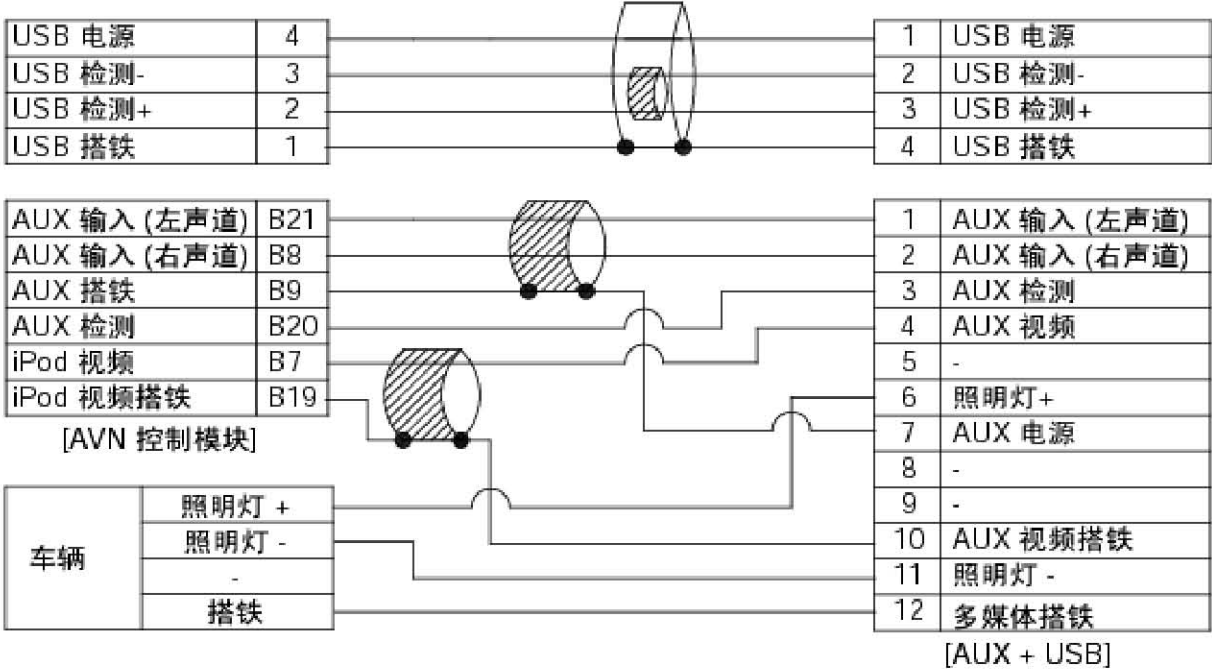 USB 电源 4 1 USB 电源
USB 检测- 3 2 USB 检测-
USB 检测+ 2 3 USB 检测+
USB 搭铁 1 4 USB 搭铁
AUX 输入 (左声道) B21 1 AUX 输入 (左声道)
AUX 输入 (右声道) B8 2 AUX 输入 (右声道)
AUX 搭铁 B9 3 AUX 检测
AUX 检测 B20 4 AUX 视频
iPod 视频 B7 5 -
iPod 视频搭铁 B19 6 照明灯+
[AVN 控制模块] 7 AUX 电源
8 -
照明灯 + 9 -
照明灯 - 10 AUX 视频搭铁
车辆
- 11 照明灯 -
搭铁 12 多媒体搭铁
[AUX + USB]